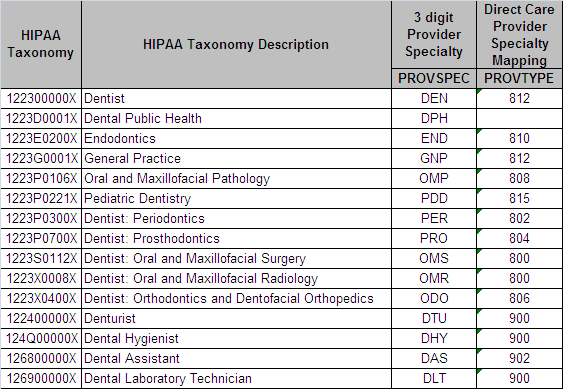 HIPAA Taxonomy HIPAA Taxonomy Description 3 digit Provider Specialty Direct Care Provider Specialty Mapping
PROVSPEC PROVTYPE
122300000X Dentist DEN 812
1223D0001X Dental Public Health DPH
1223E0200X Endodontics END 810
1223G0001X General Practice GNP 812
1223P0106X Oral and Maxillofacial Pathology OMP 808
1223P0221X Pediatric Dentistry PDD 815
1223P0300X Dentist: Periodontics PER 802
1223P0700X Dentist: Prosthodontics PRO 804
1223S0112X Dentist: Oral and Maxillofacial Surgery OMS 800
1223X0008X Dentist: Oral and Maxillofacial Radiology OMR 800
1223X0400X Dentist: Orthodontics and Dentofacial Orthopedics ODO 806
122400000X Denturist DTU 900
124Q00000X Dental Hygienist DHY 900
126800000X Dental Assistant DAS 902
126900000X Dental Laboratory Technician DLT 900